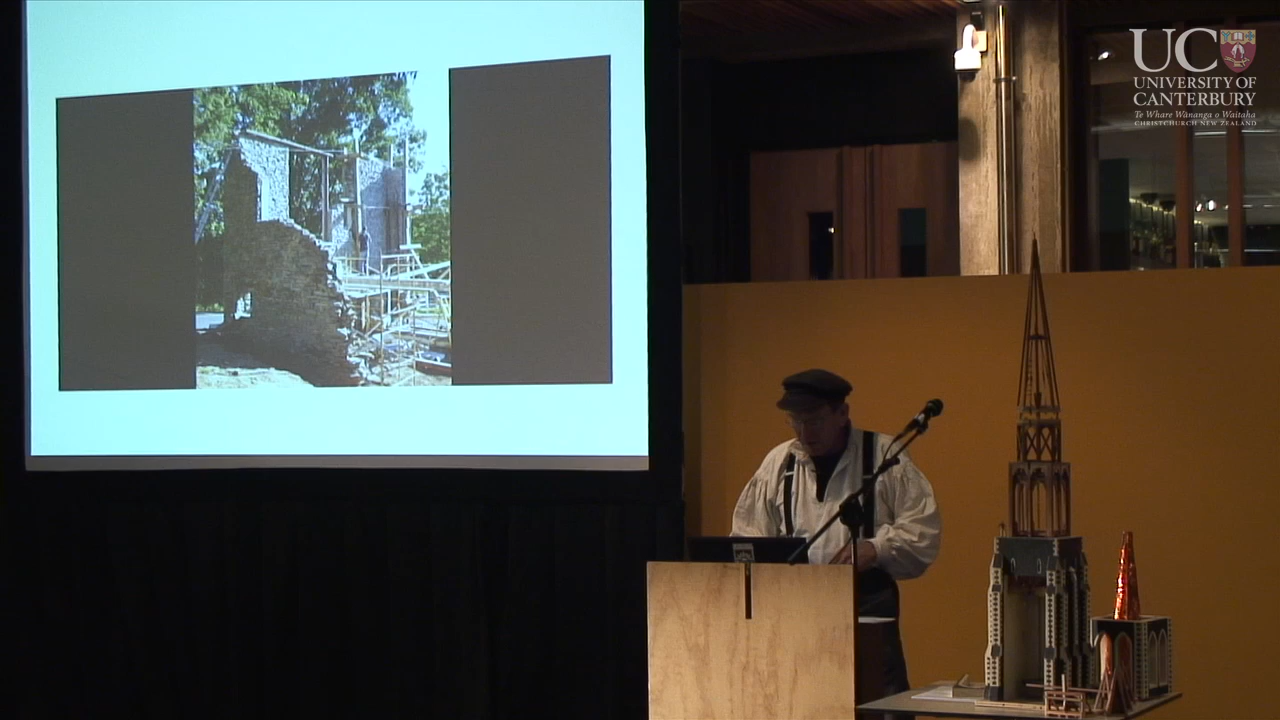 UC
UNIVERSITY OF
CANTERBURY
Te Whare Wānanga o Waitaha
CHRISTCHURCH NEW ZEALAND